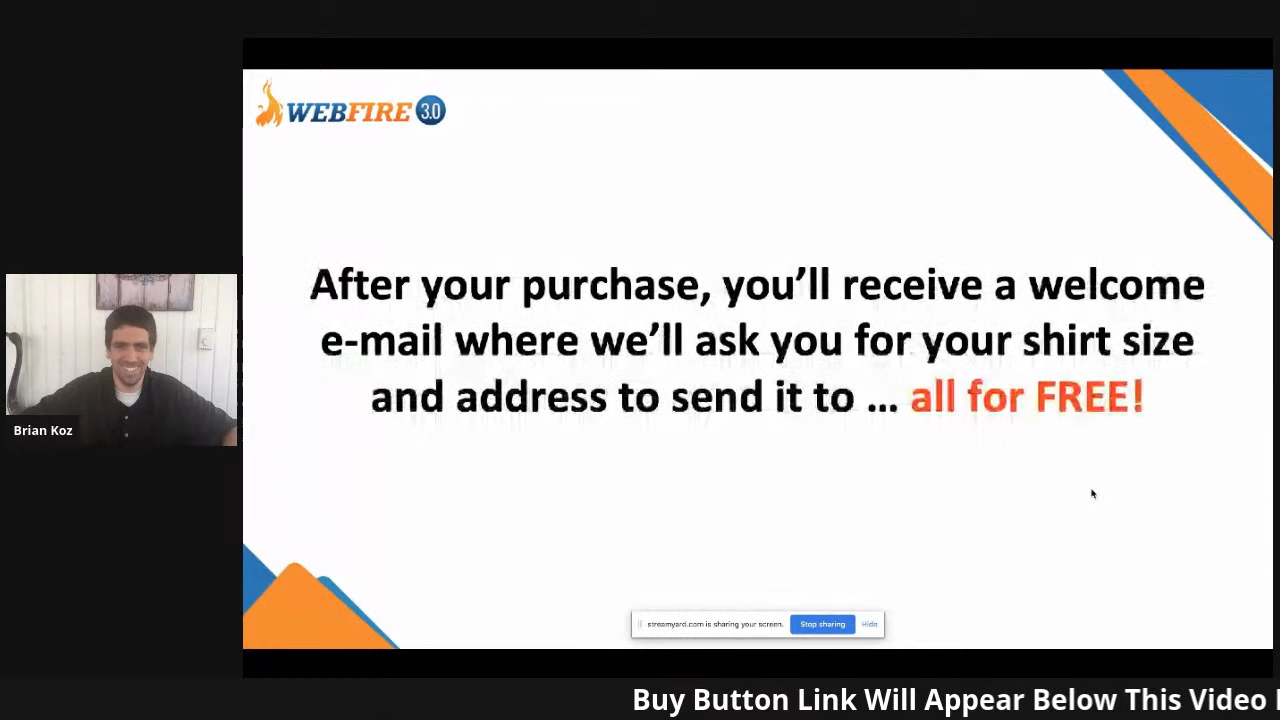 WEBFIRE 3.0
After your purchase, you’ll receive a welcome
e-mail where we’ll ask you for your shirt size
and address to send it to ... all for FREE!
Brian Koz
streamyard.com is sharing your screen. Stop sharing Hide
Buy Button Link Will Appear Below This Video